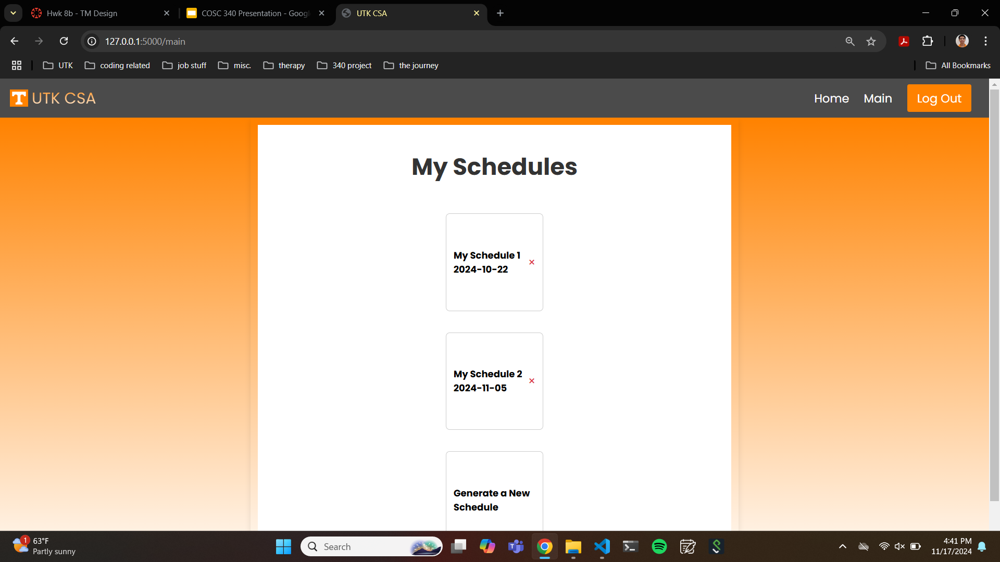 Hwk 8b - TM Design
COSC 340 Presentation - Googl
UTK CSA
127.0.0.1:5000/main
UTK
coding related
job stuff
misc.
therapy
340 project
the journey
All Bookmarks
T UTK CSA
Home
Main
Log Out
My Schedules
My Schedule 1
2024-10-22
×
My Schedule 2
2024-11-05
×
Generate a New
Schedule
1
63°F
Partly sunny
Search
4:41 PM
11/17/2024